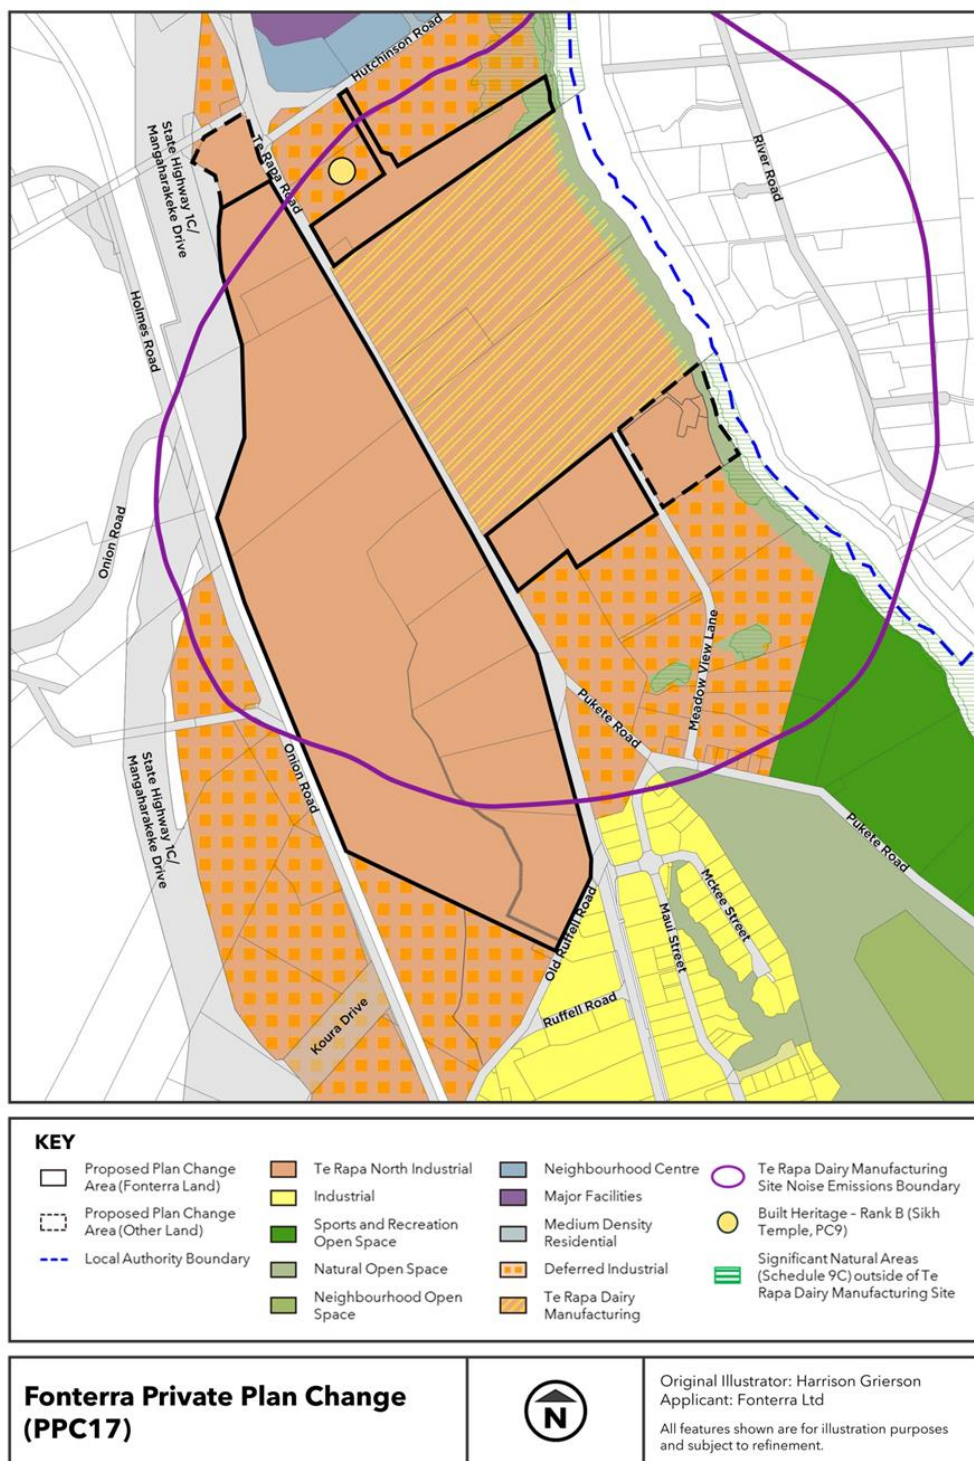 Hutchinson Road
State Highway 1C/
Mangaharakeke Drive
Te Rapa Road
River Road
Holmes Road
Onion Road
Meadow View Lane
Pukete Road
Onion Road
State Highway 1C/
Mangaharakeke Drive
Pukete Road
Mckee Street
Maui Street
Old Ruffell Road
Ruffell Road
Koura Drive
KEY
Proposed Plan Change
Area (Fonterra Land)
Proposed Plan Change
Area (Other Land)
Local Authority Boundary
Te Rapa North Industrial
Industrial
Sports and Recreation
Open Space
Natural Open Space
Neighbourhood Open
Space
Neighbourhood Centre
Major Facilities
Medium Density
Residential
Deferred Industrial
Te Rapa Dairy
Manufacturing
Te Rapa Dairy Manufacturing
Site Noise Emissions Boundary
Built Heritage - Rank B (Sikh
Temple, PC9)
Significant Natural Areas
(Schedule 9C) outside of Te
Rapa Dairy Manufacturing Site
Fonterra Private Plan Change
(PPC17)
N
Original Illustrator: Harrison Grierson
Applicant: Fonterra Ltd
All features shown are for illustration purposes
and subject to refinement.